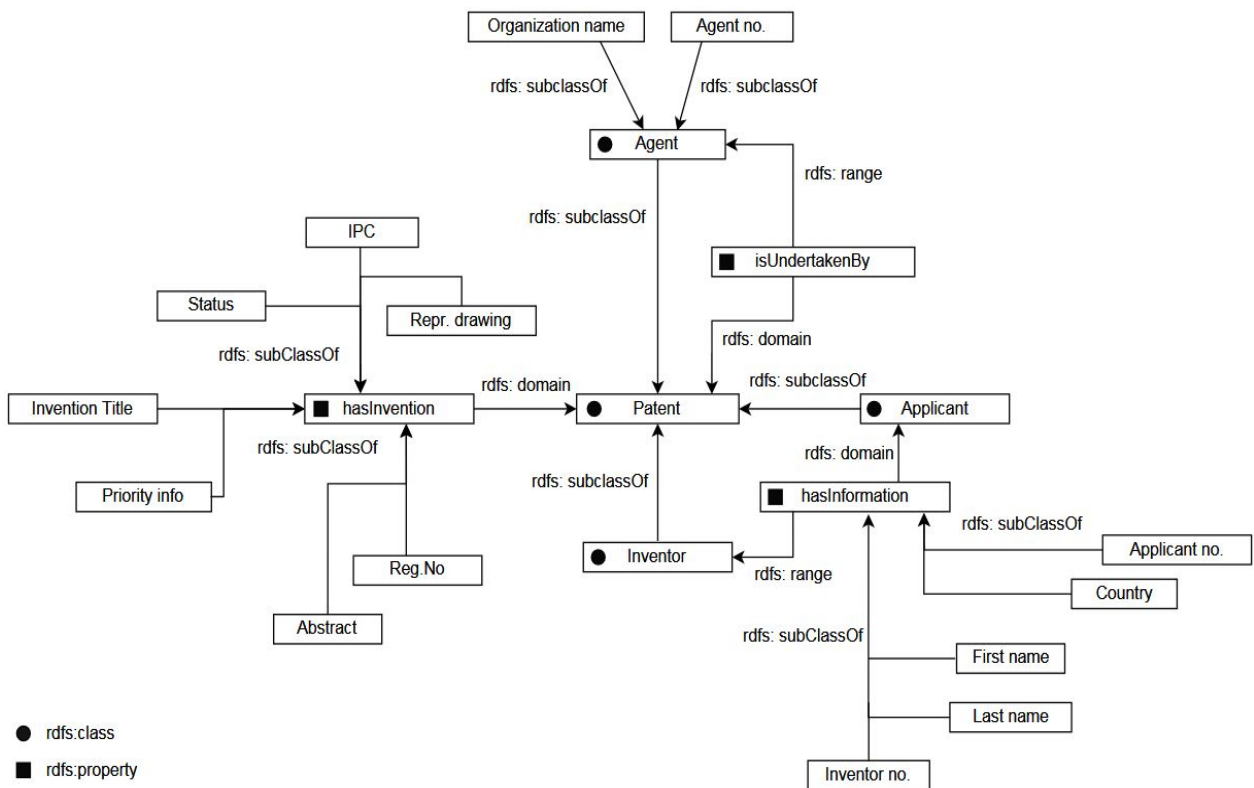 Organization name
Agent no.
rdfs: subclassOf
rdfs: subclassOf
Agent
rdfs: range
rdfs: subclassOf
IPC
isUndertakenBy
Status
Repr. drawing
rdfs: domain
rdfs: subClassOf
rdfs: domain
rdfs: subclassOf
Invention Title
hasInvention
Patent
Applicant
rdfs: subClassOf
rdfs: domain
rdfs: subclassOf
Priority info
hasInformation
rdfs: subClassOf
Inventor
Applicant no.
Reg.No
rdfs: range
Country
Abstract
rdfs: subClassOf
First name
Last name
rdfs:class
rdfs:property
Inventor no.